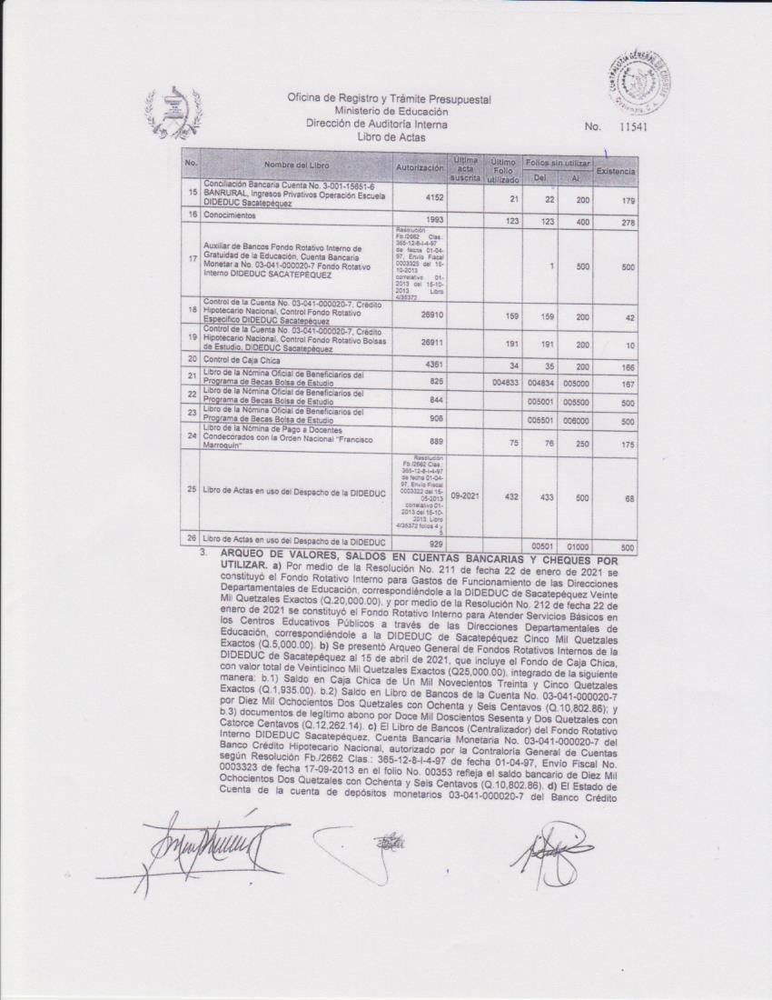 CONTRALORÍA GENERAL DE CUENTAS
Oficina de Registro y Trámite Presupuestal
Ministerio de Educación
Dirección de Auditoría Interna
Libro de Actas
No. 11541
No. Nombre del Libro Autorización Última acta suscrita Último Folio utilizado Folios sin utilizar Del Al Existencia
15 Conciliación Bancaria Cuenta No. 3-001-15651-6 BANRURAL, Ingresos Privativos Operación Escuela DIDEDUC Sacatepéquez 4152 21 22 200 179
16 Conocimientos 1993 123 123 400 278
17 Auxiliar de Bancos Fondo Rotativo Interno de Gratuidad de la Educación, Cuenta Bancaria Monetar a No. 03-041-000020-7 Fondo Rotativo Interno DIDEDUC SACATEPÉQUEZ Resolución Fb./2662 Clas.: 365-12-8-I-4-97 de fecha 01-04-97, Envío Fiscal 0003325 del 15-10-2013 correlativo 01-2013 del 15-10-2013. Libro 4/35372 1 500 500
18 Control de la Cuenta No. 03-041-000020-7, Crédito Hipotecario Nacional, Control Fondo Rotativo Específico DIDEDUC Sacatepéquez 26910 159 159 200 42
19 Control de la Cuenta No. 03-041-000020-7, Crédito Hipotecario Nacional, Control Fondo Rotativo Bolsas de Estudio, DIDEDUC Sacatepéquez 26911 191 191 200 10
20 Control de Caja Chica 4361 34 35 200 166
21 Libro de la Nómina Oficial de Beneficiarios del Programa de Becas Bolsa de Estudio 825 004833 004834 005000 167
22 Libro de la Nómina Oficial de Beneficiarios del Programa de Becas Bolsa de Estudio 844 005001 005500 500
23 Libro de la Nómina Oficial de Beneficiarios del Programa de Becas Bolsa de Estudio 906 005501 006000 500
24 Libro de la Nómina de Pago a Docentes Condecorados con la Orden Nacional "Francisco Marroquín" 889 75 76 250 175
25 Libro de Actas en uso del Despacho de la DIDEDUC Resolución Fb./2662 Clas.: 365-12-8-I-4-97 de fecha 01-04-97, Envío Fiscal 0003322 del 15-05-2013 correlativo 01-2013 del 15-10-2013. Libro 4/35372 folios 4 y 5 09-2021 432 433 500 68
26 Libro de Actas en uso del Despacho de la DIDEDUC 929 00501 01000 500
3. ARQUEO DE VALORES, SALDOS EN CUENTAS BANCARIAS Y CHEQUES POR
UTILIZAR. a) Por medio de la Resolución No. 211 de fecha 22 de enero de 2021 se
constituyó el Fondo Rotativo Interno para Gastos de Funcionamiento de las Direcciones
Departamentales de Educación, correspondiéndole a la DIDEDUC de Sacatepéquez Veinte
Mil Quetzales Exactos (Q.20,000.00), y por medio de la Resolución No. 212 de fecha 22 de
enero de 2021 se constituyó el Fondo Rotativo Interno para Atender Servicios Básicos en
los Centros Educativos Públicos a través de las Direcciones Departamentales de
Educación, correspondiéndole a la DIDEDUC de Sacatepéquez Cinco Mil Quetzales
Exactos (Q.5,000.00). b) Se presentó Arqueo General de Fondos Rotativos Internos de la
DIDEDUC de Sacatepéquez al 15 de abril de 2021, que incluye el Fondo de Caja Chica,
con valor total de Veinticinco Mil Quetzales Exactos (Q25,000.00), integrado de la siguiente
manera: b.1) Saldo en Caja Chica de Un Mil Novecientos Treinta y Cinco Quetzales
Exactos (Q.1,935.00). b.2) Saldo en Libro de Bancos de la Cuenta No. 03-041-000020-7
por Diez Mil Ochocientos Dos Quetzales con Ochenta y Seis Centavos (Q.10,802.86); y
b.3) documentos de legítimo abono por Doce Mil Doscientos Sesenta y Dos Quetzales con
Catorce Centavos (Q.12,262.14). c) El Libro de Bancos (Centralizador) del Fondo Rotativo
Interno DIDEDUC Sacatepéquez, Cuenta Bancaria Monetaria No. 03-041-000020-7 del
Banco Crédito Hipotecario Nacional, autorizado por la Contraloría General de Cuentas
según Resolución Fb./2662 Clas.: 365-12-8-I-4-97 de fecha 01-04-97, Envío Fiscal No.
0003323 de fecha 17-09-2013 en el folio No. 00353 refleja el saldo bancario de Diez Mil
Ochocientos Dos Quetzales con Ochenta y Seis Centavos (Q.10,802.86). d) El Estado de
Cuenta de la cuenta de depósitos monetarios 03-041-000020-7 del Banco Crédito